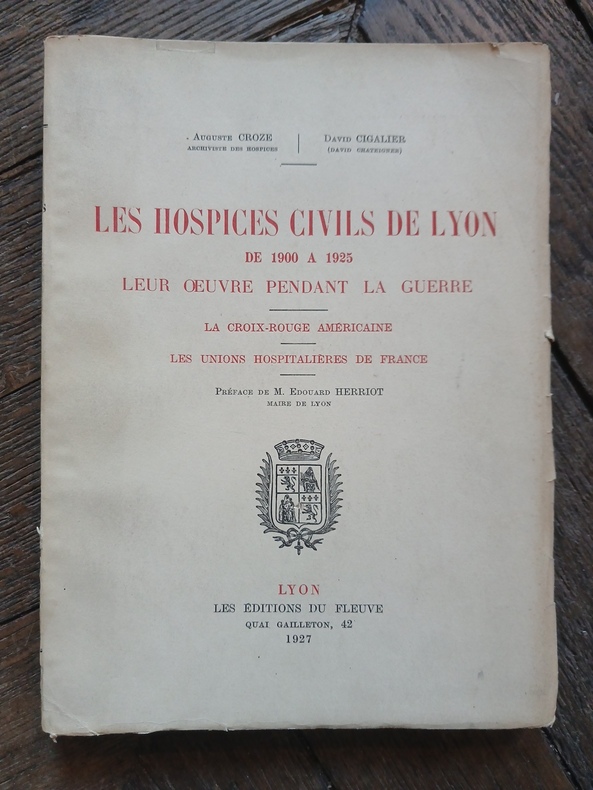 Auguste CROZE
ARCHIVISTE DES HOSPICES
David CIGALIER
(DAVID CHATEIGNER)
LES HOSPICES CIVILS DE LYON
DE 1900 A 1925
LEUR ŒUVRE PENDANT LA GUERRE
LA CROIX-ROUGE AMÉRICAINE
LES UNIONS HOSPITALIÈRES DE FRANCE
Préface de M. Edouard HERRIOT
MAIRE DE LYON
LYON
LES ÉDITIONS DU FLEUVE
QUAI GAILLETON, 42
1927